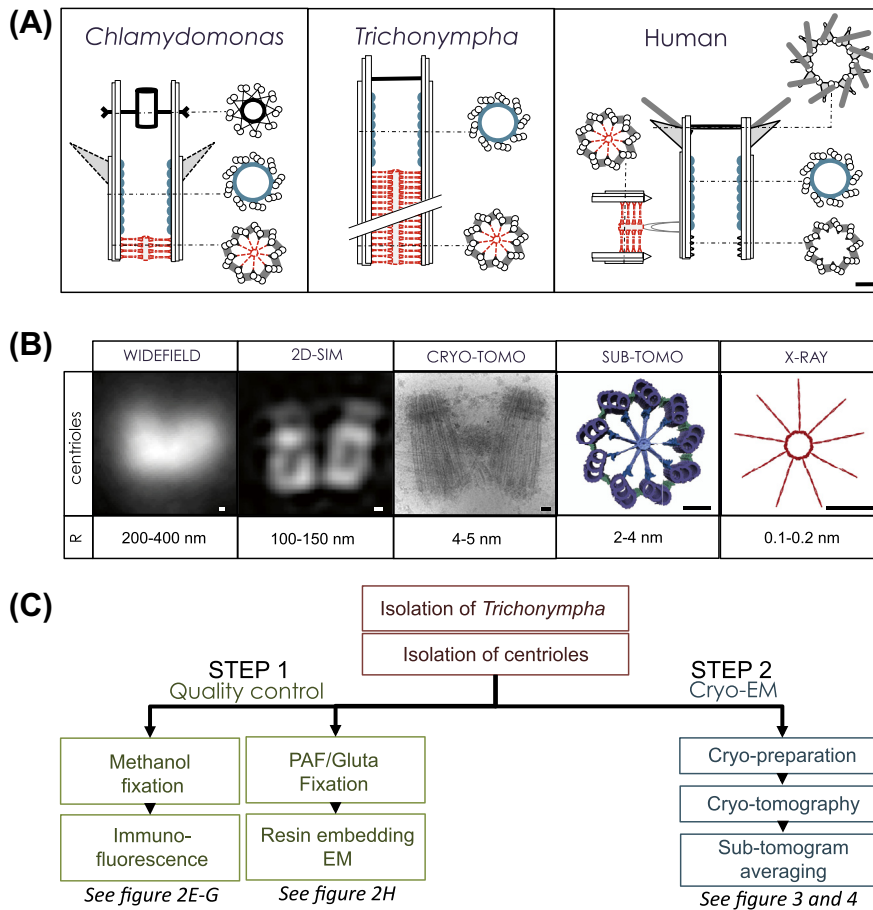 (A)
Chlamydomonas
Trichonympha
Human
(B)
WIDEFIELD
2D-SIM
CRYO-TOMO
SUB-TOMO
X-RAY
centrioles
R
200-400 nm
100-150 nm
4-5 nm
2-4 nm
0.1-0.2 nm
(C)
Isolation of Trichonympha
Isolation of centrioles
STEP 1
Quality control
STEP 2
Cryo-EM
Methanol
fixation
PAF/Gluta
Fixation
Cryo-preparation
Cryo-tomography
Immuno-
fluorescence
Resin embedding
EM
Sub-tomogram
averaging
See figure 2E-G
See figure 2H
See figure 3 and 4